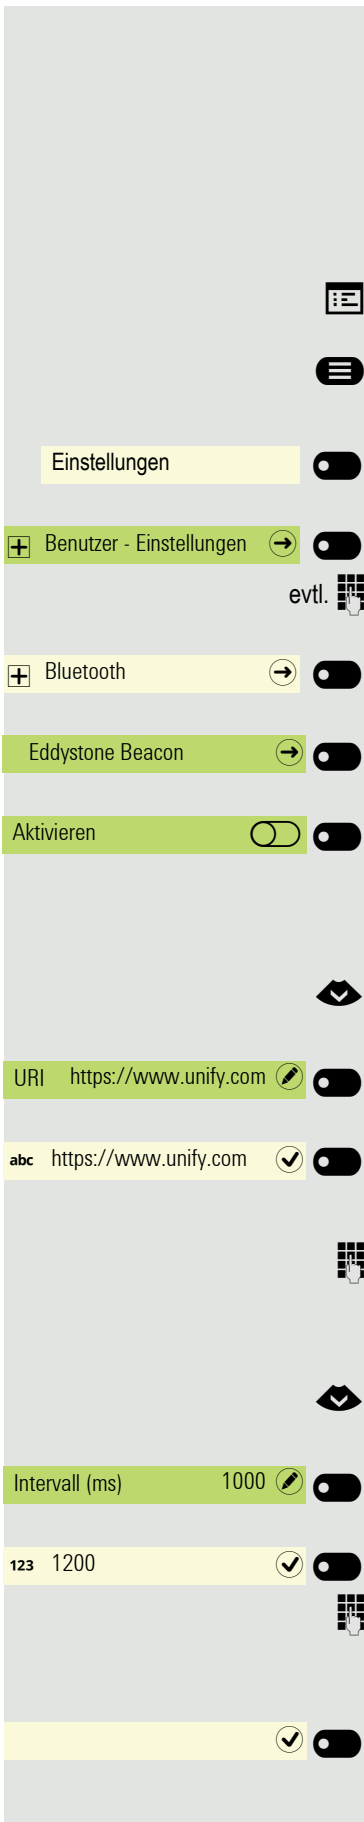 Einstellungen
Benutzer - Einstellungen
evtl.
Bluetooth
Eddystone Beacon
Aktivieren
URI https://www.unify.com
abc https://www.unify.com
Intervall (ms) 1000
123 1200